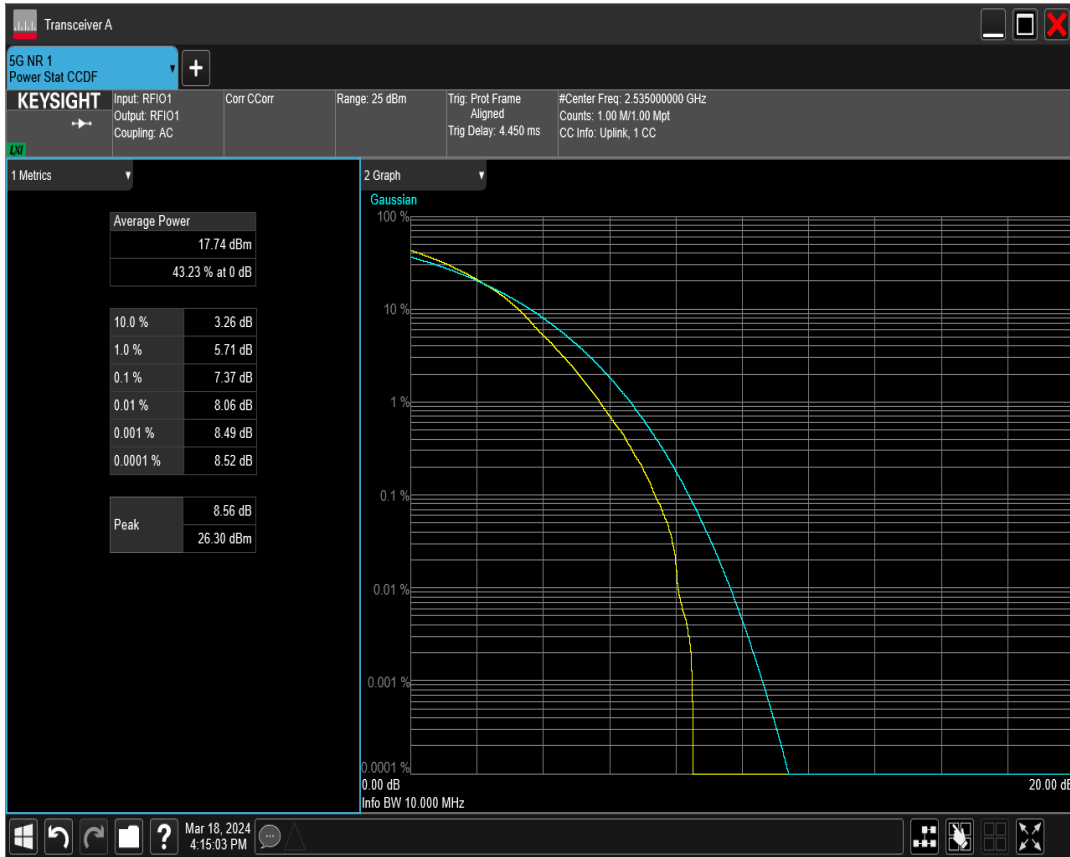 Transceiver A
5G NR 1
Power Stat CCDF
+
KEYSIGHT
LXI
Input: RFIO1
Output: RFIO1
Coupling: AC
Corr CCorr
Range: 25 dBm
Trig: Prot Frame
Aligned
Trig Delay: 4.450 ms
#Center Freq: 2.535000000 GHz
Counts: 1.00 M/1.00 Mpt
CC Info: Uplink, 1 CC
1 Metrics
Average Power
17.74 dBm
43.23 % at 0 dB
10.0 % 3.26 dB
1.0 % 5.71 dB
0.1 % 7.37 dB
0.01 % 8.06 dB
0.001 % 8.49 dB
0.0001 % 8.52 dB
Peak 8.56 dB
26.30 dBm
2 Graph
Gaussian
100 %
10 %
1 %
0.1 %
0.01 %
0.001 %
0.0001 %
0.00 dB 20.00 dB
Info BW 10.000 MHz
?
Mar 18, 2024
4:15:03 PM